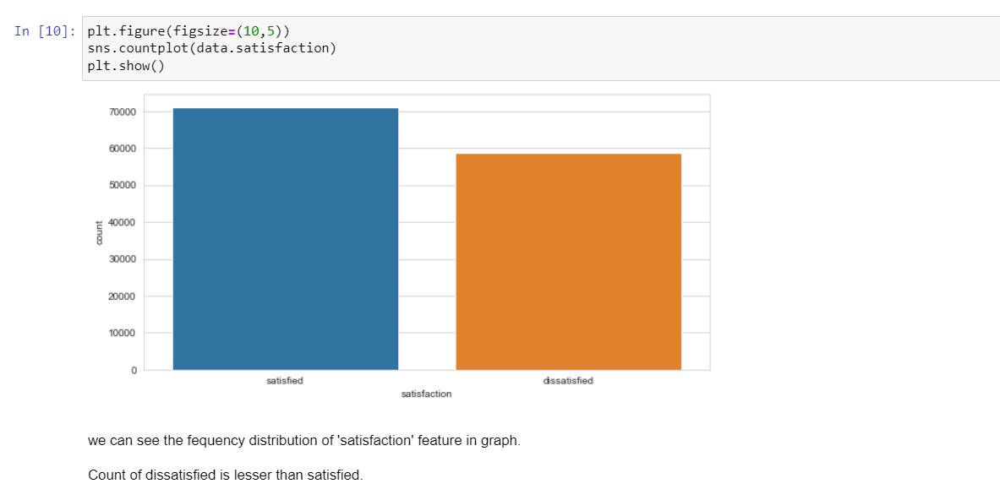 In [10]: plt.figure(figsize=(10,5))
sns.countplot(data.satisfaction)
plt.show()
70000
60000
50000
40000
30000
20000
10000
0
count
satisfied dissatisfied
satisfaction
we can see the fequency distribution of 'satisfaction' feature in graph.
Count of dissatisfied is lesser than satisfied.